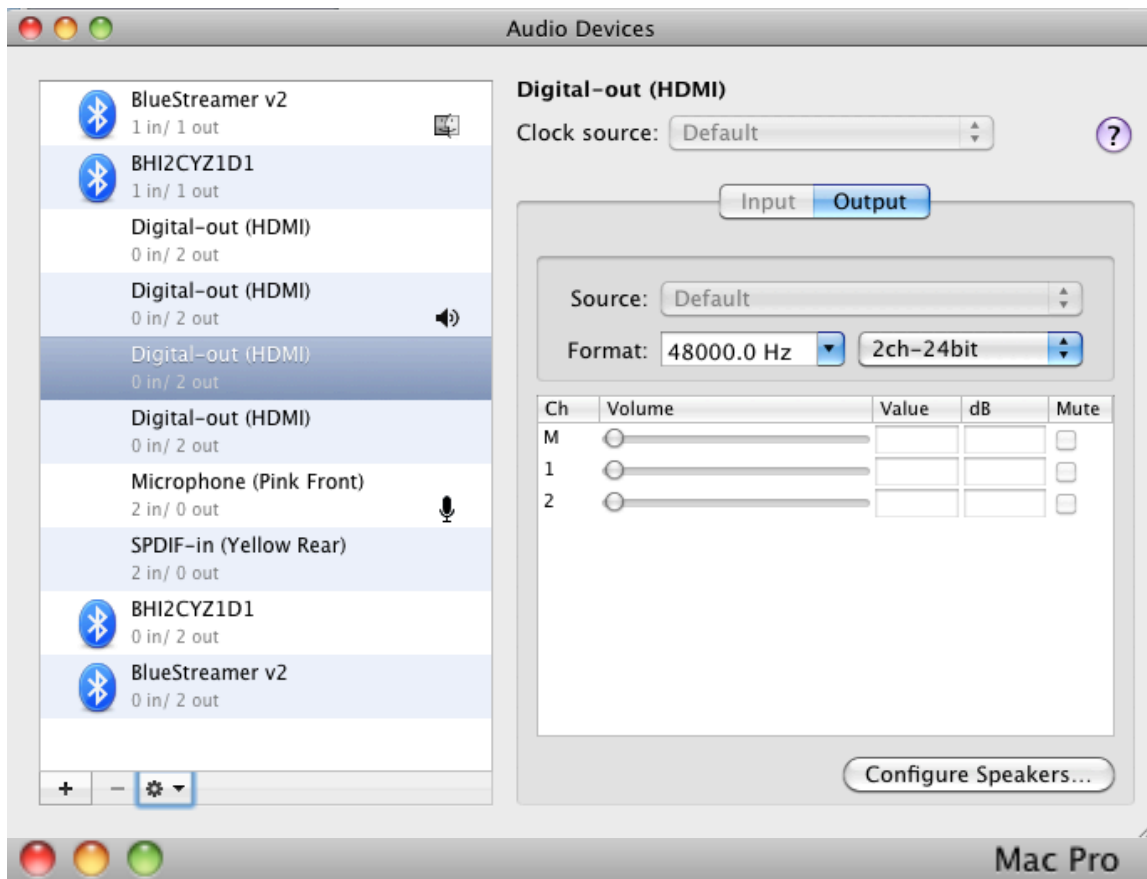 Audio Devices
BlueStreamer v2
1 in/ 1 out
BHI2CYZ1D1
1 in/ 1 out
Digital-out (HDMI)
0 in/ 2 out
Digital-out (HDMI)
0 in/ 2 out
Digital-out (HDMI)
0 in/ 2 out
Digital-out (HDMI)
0 in/ 2 out
Microphone (Pink Front)
2 in/ 0 out
SPDIF-in (Yellow Rear)
2 in/ 0 out
BHI2CYZ1D1
0 in/ 2 out
BlueStreamer v2
0 in/ 2 out
+ −
Digital-out (HDMI)
Clock source: Default
?
Input Output
Source: Default
Format: 48000.0 Hz 2ch-24bit
Ch Volume Value dB Mute
M
1
2
Configure Speakers...
Mac Pro